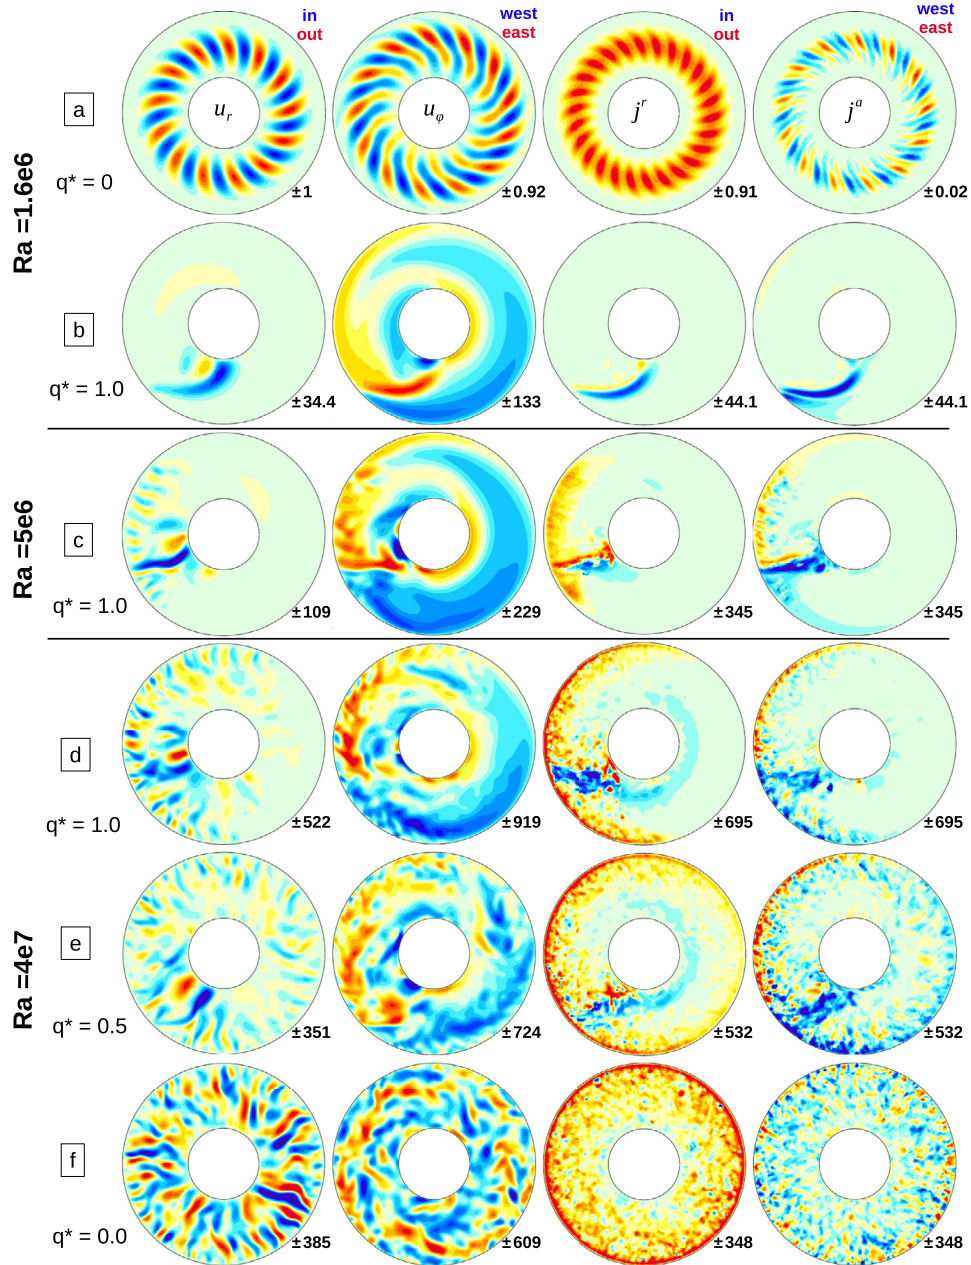 in
out
west
east
in
out
west
east
a
u_r
u_φ
j^r
j^a
q* = 0
±1
±0.92
±0.91
±0.02
Ra =1.6e6
b
q* = 1.0
±34.4
±133
±44.1
±44.1
Ra =5e6
c
q* = 1.0
±109
±229
±345
±345
d
q* = 1.0
±522
±919
±695
±695
Ra =4e7
e
q* = 0.5
±351
±724
±532
±532
f
q* = 0.0
±385
±609
±348
±348